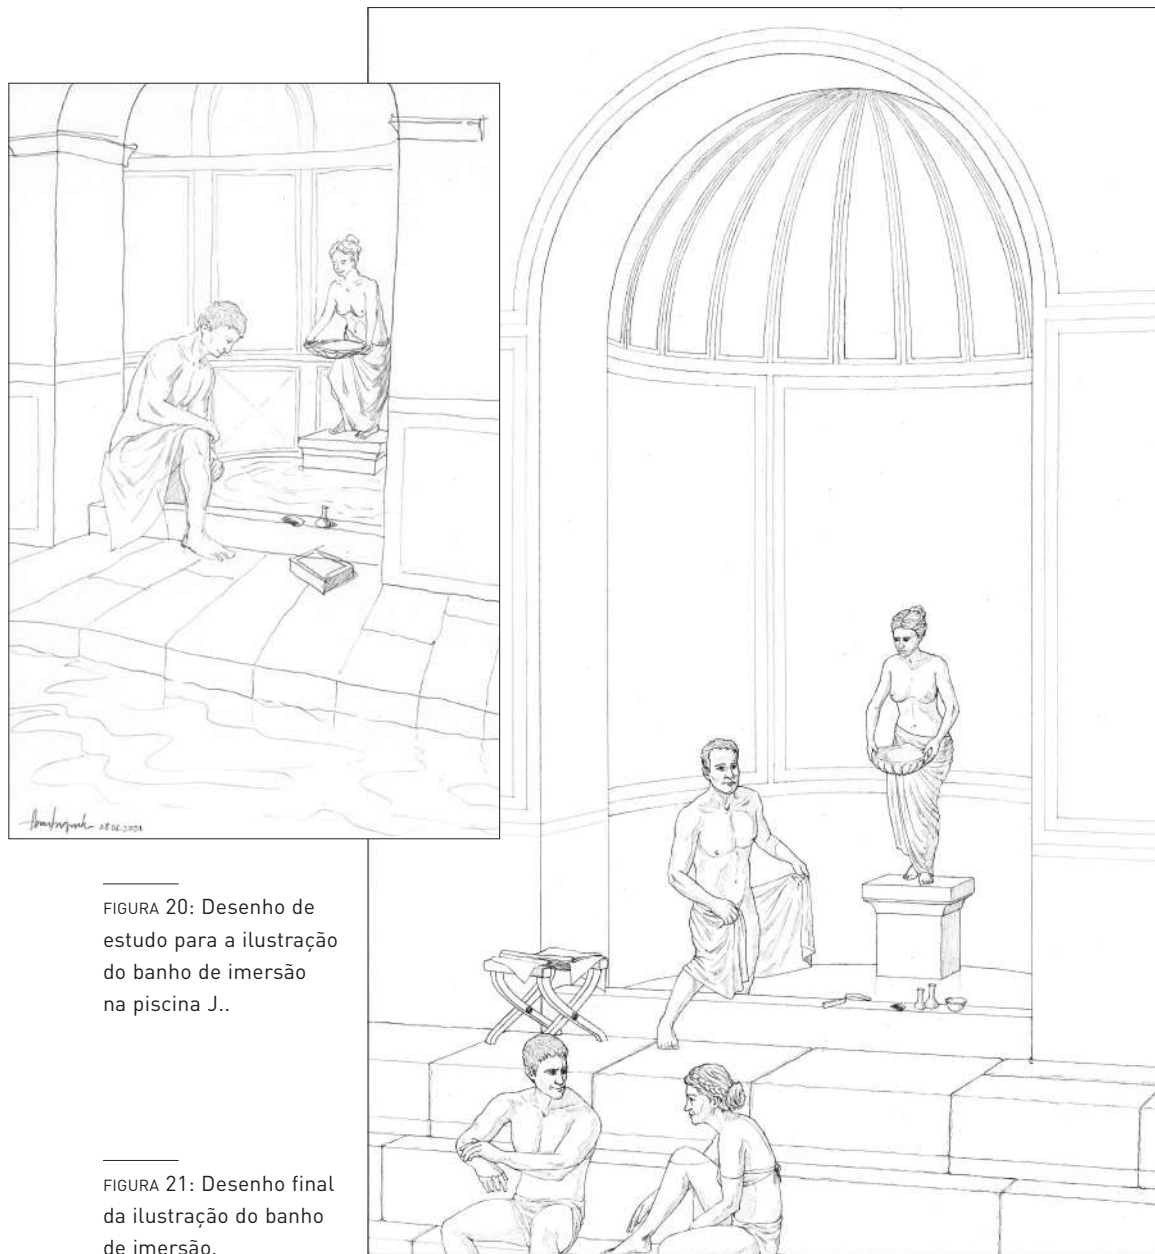 FIGURA 20: Desenho de
estudo para a ilustração
do banho de imersão
na piscina J..
FIGURA 21: Desenho final
da ilustração do banho
de imersão.